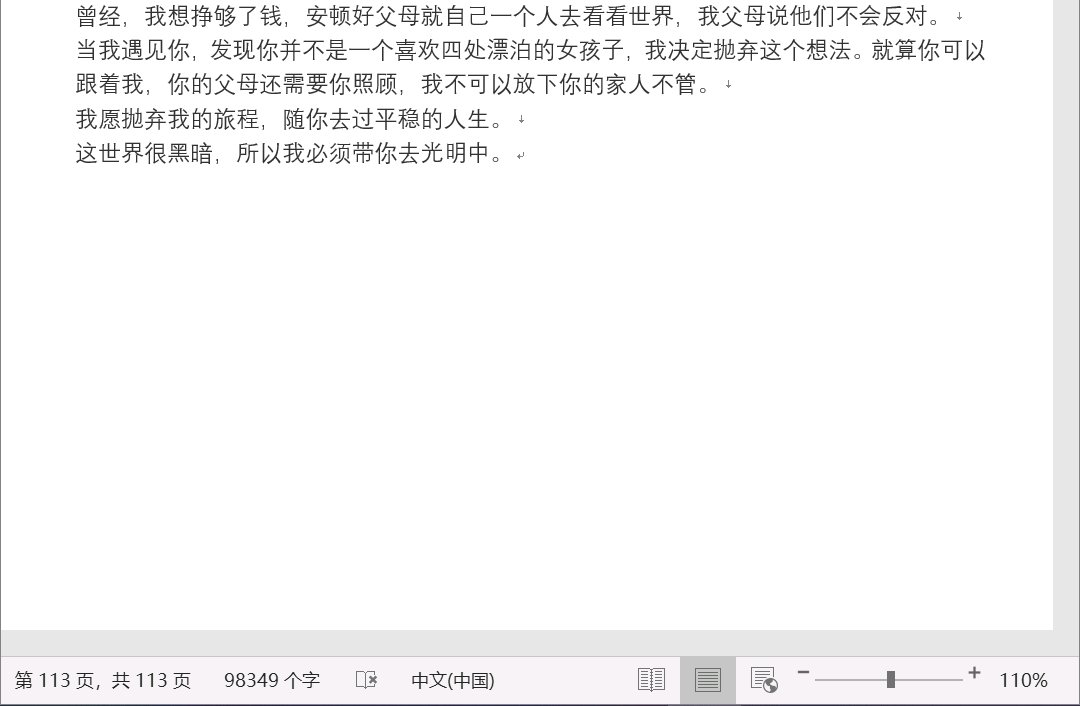 曾经，我想挣够了钱，安顿好父母就自己一个人去看看世界，我父母说他们不会反对。↓
当我遇见你，发现你并不是一个喜欢四处漂泊的女孩子，我决定抛弃这个想法。就算你可以
跟着我，你的父母还需要你照顾，我不可以放下你的家人不管。↓
我愿抛弃我的旅程，随你去过平稳的人生。↓
这世界很黑暗，所以我必须带你去光明中。↵
第 113 页，共 113 页 98349 个字 中文(中国) 110%